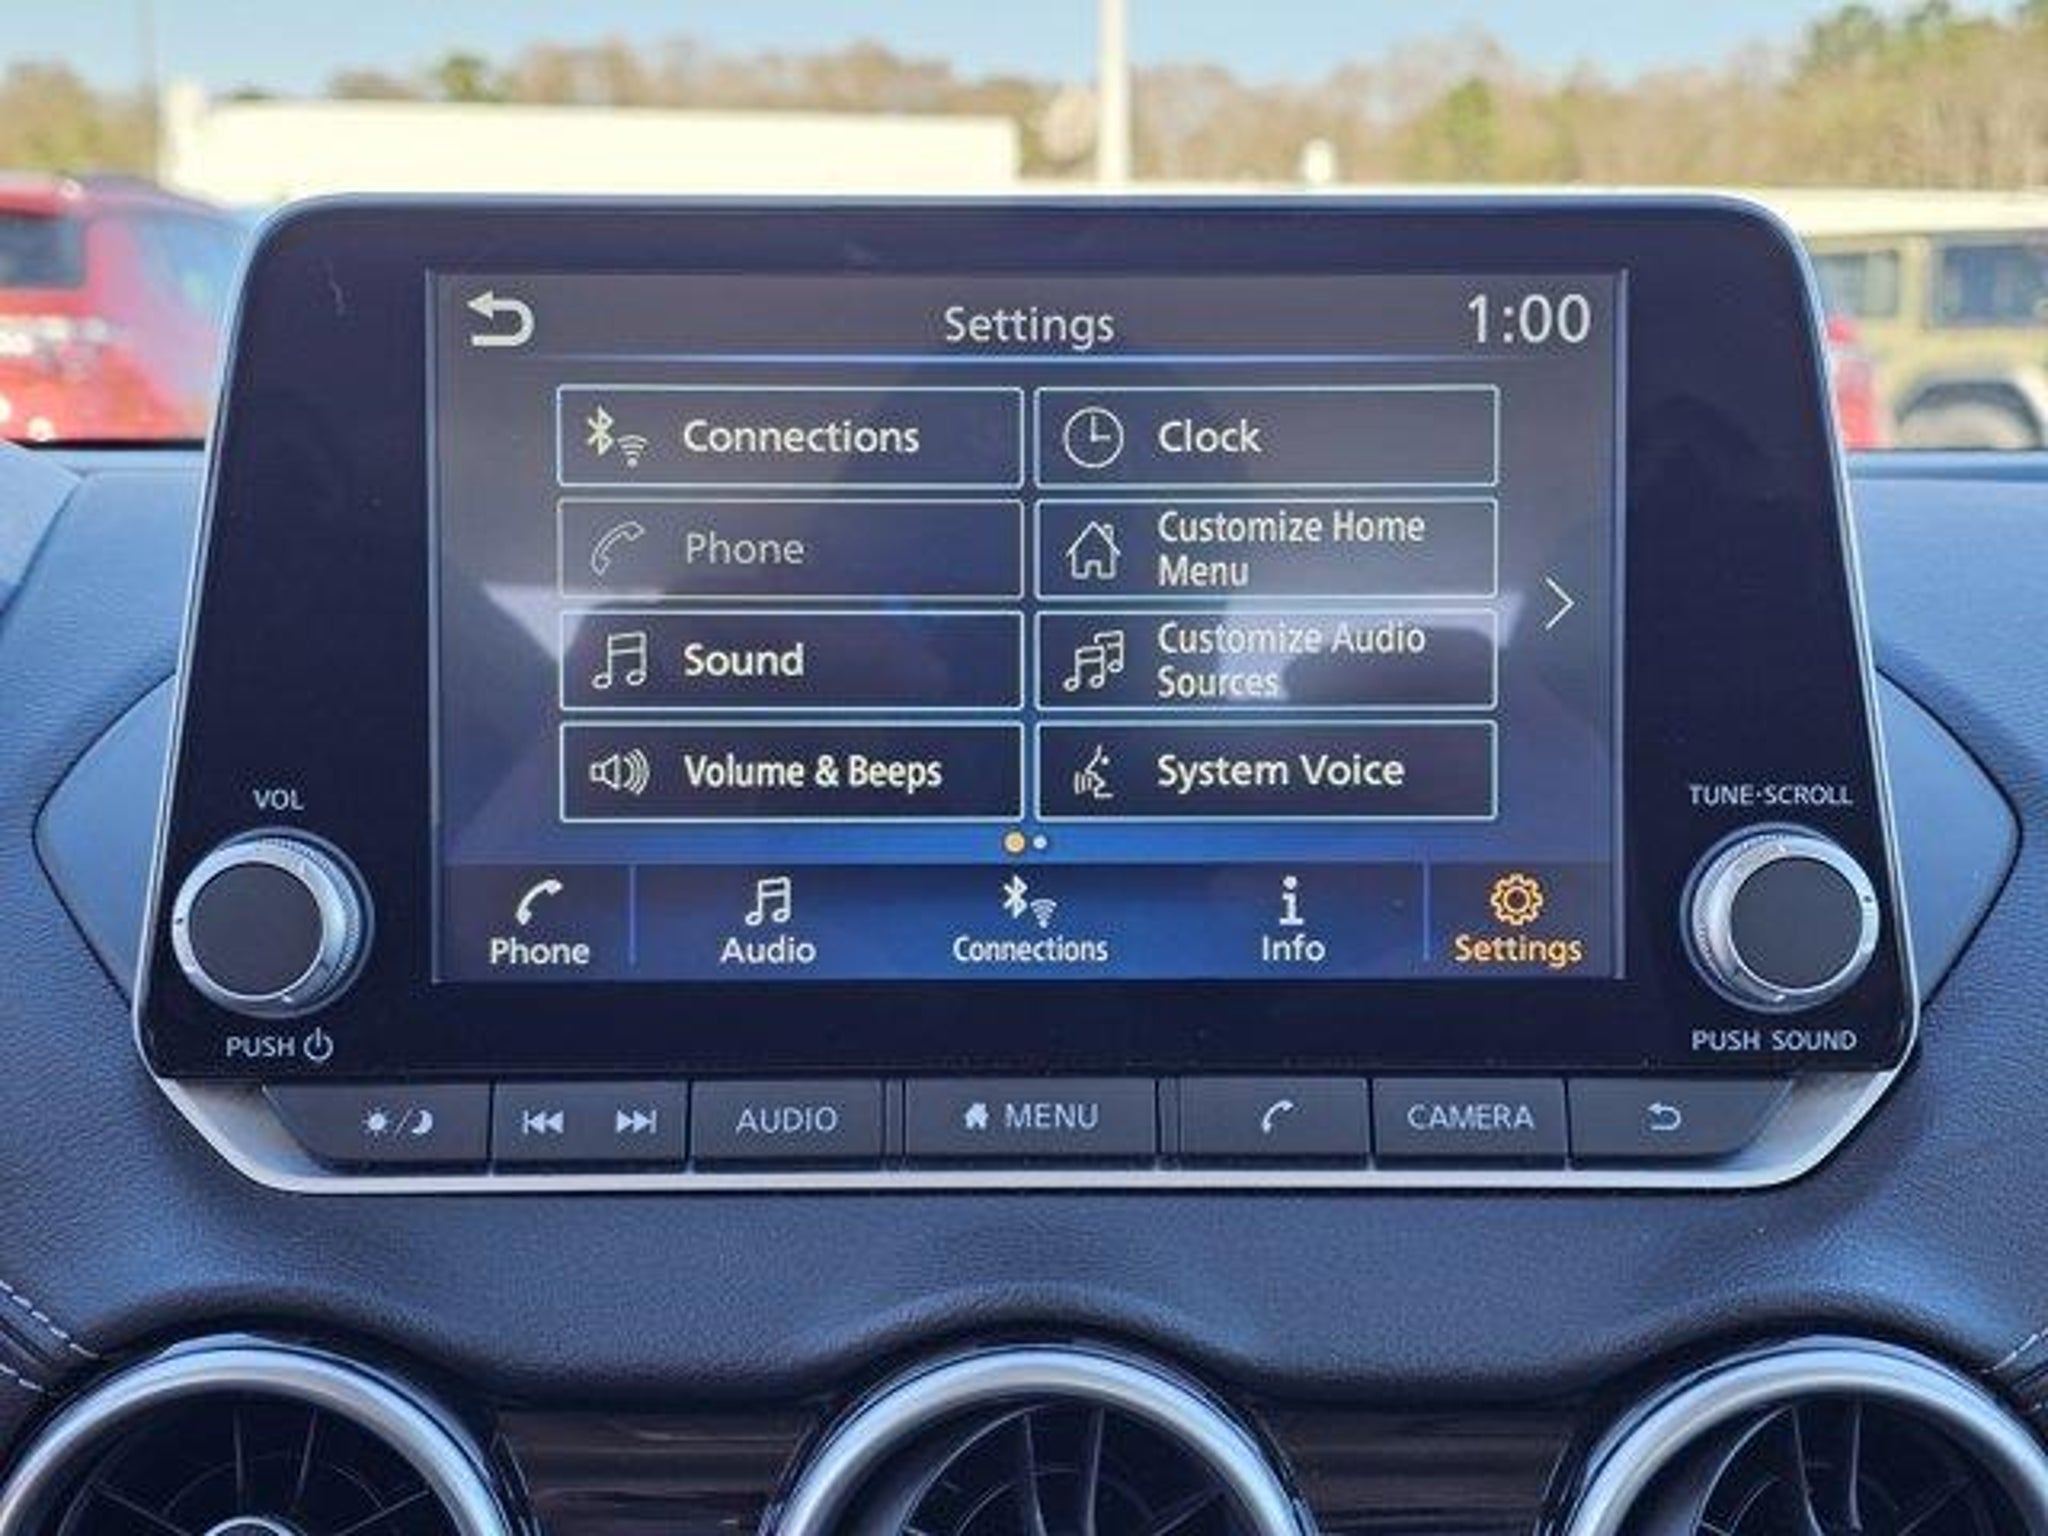 Settings
1:00
Connections
Clock
Phone
Customize Home
Menu
Sound
Customize Audio
Sources
Volume & Beeps
System Voice
Phone
Audio
Connections
Info
Settings
VOL
TUNE·SCROLL
PUSH
PUSH SOUND
AUDIO
MENU
CAMERA